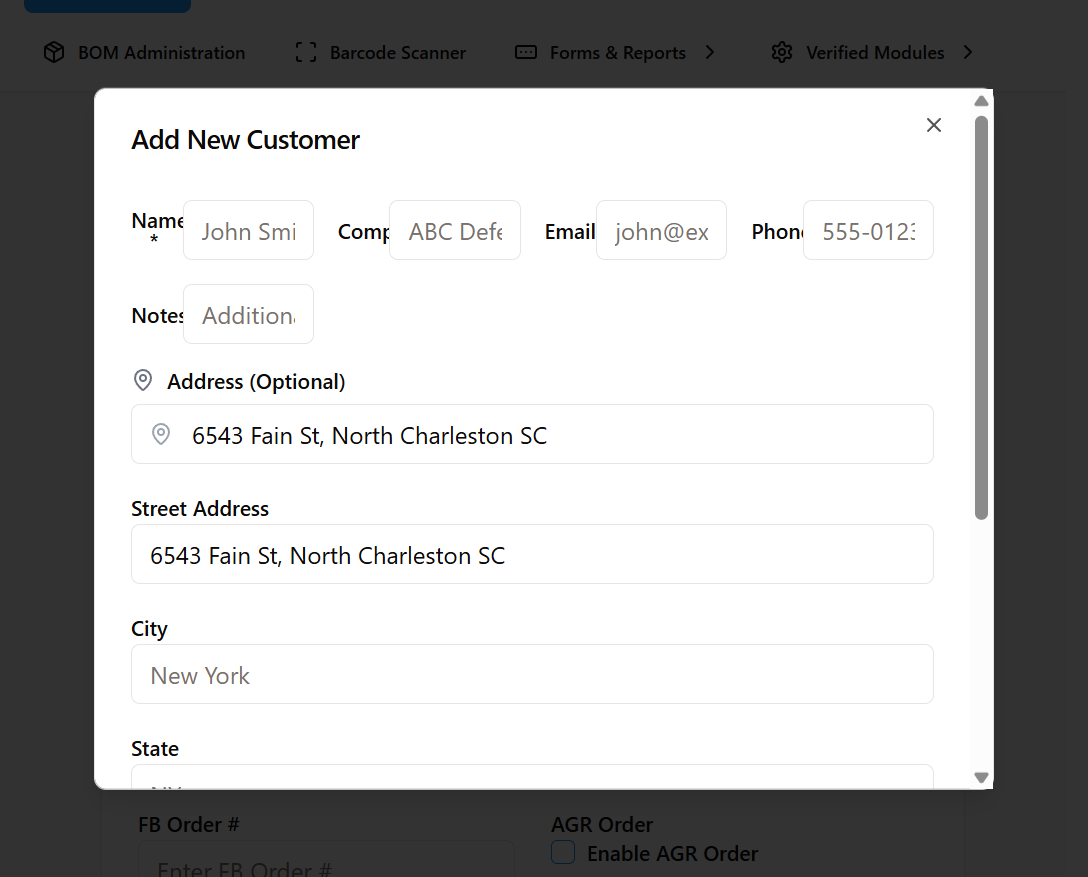 BOM Administration Barcode Scanner Forms & Reports Verified Modules
Add New Customer
Name
*
John Smi
Comp
ABC Defe
Email
john@ex
Phone
555-0123
Notes
Additiona
Address (Optional)
6543 Fain St, North Charleston SC
Street Address
6543 Fain St, North Charleston SC
City
New York
State
NY
FB Order #
AGR Order
Enable AGR Order
Enter FB Order #